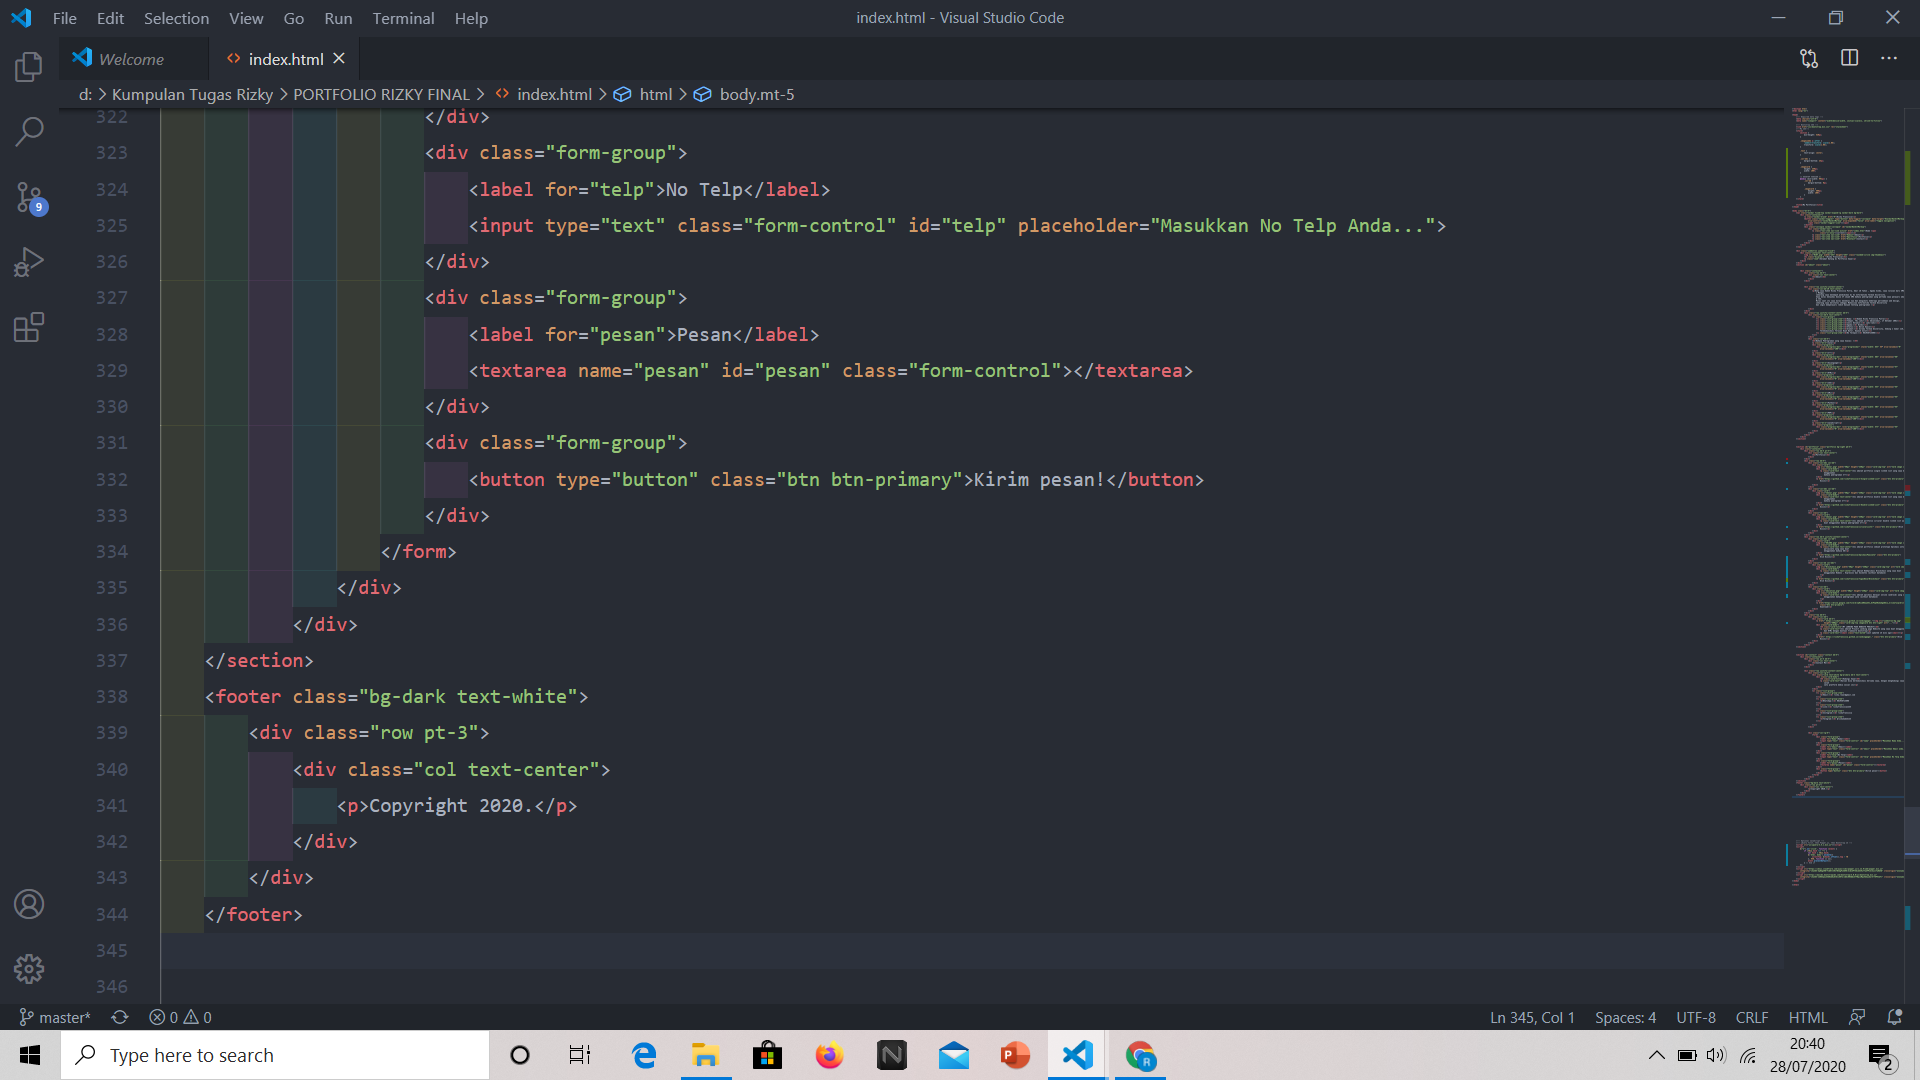 File Edit Selection View Go Run Terminal Help
index.html - Visual Studio Code
Welcome
index.html
d: > Kumpulan Tugas Rizky > PORTFOLIO RIZKY FINAL > index.html > html > body.mt-5
322 </div>
323 <div class="form-group">
324 <label for="telp">No Telp</label>
325 <input type="text" class="form-control" id="telp" placeholder="Masukkan No Telp Anda...">
326 </div>
327 <div class="form-group">
328 <label for="pesan">Pesan</label>
329 <textarea name="pesan" id="pesan" class="form-control"></textarea>
330 </div>
331 <div class="form-group">
332 <button type="button" class="btn btn-primary">Kirim pesan!</button>
333 </div>
334 </form>
335 </div>
336 </div>
337 </section>
338 <footer class="bg-dark text-white">
339 <div class="row pt-3">
340 <div class="col text-center">
341 <p>Copyright 2020.</p>
342 </div>
343 </div>
344 </footer>
345
346
9
master*
0 0
Ln 345, Col 1
Spaces: 4
UTF-8
CRLF
HTML
Type here to search
20:40
28/07/2020
2